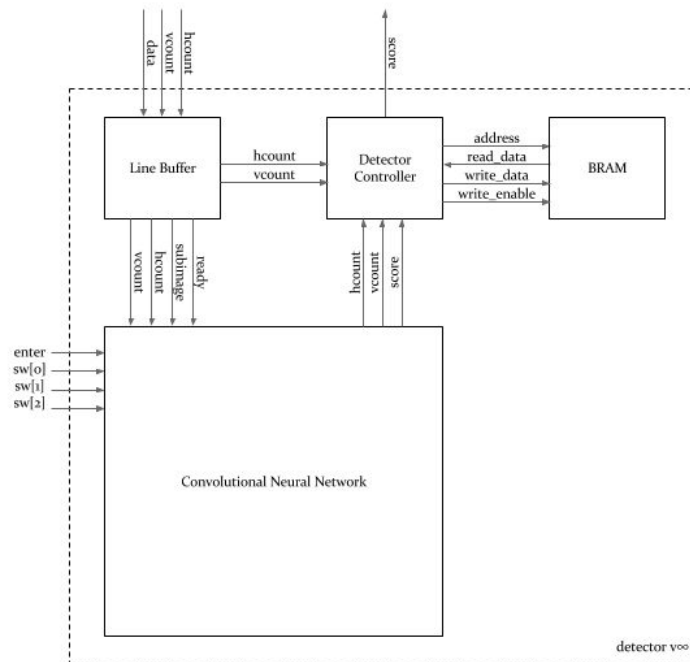 data
vcount
hcount
score
Line Buffer
hcount
vcount
Detector
Controller
address
read_data
write_data
write_enable
BRAM
vcount
hcount
subimage
ready
hcount
vcount
score
enter
sw[0]
sw[1]
sw[2]
Convolutional Neural Network
detector v∞